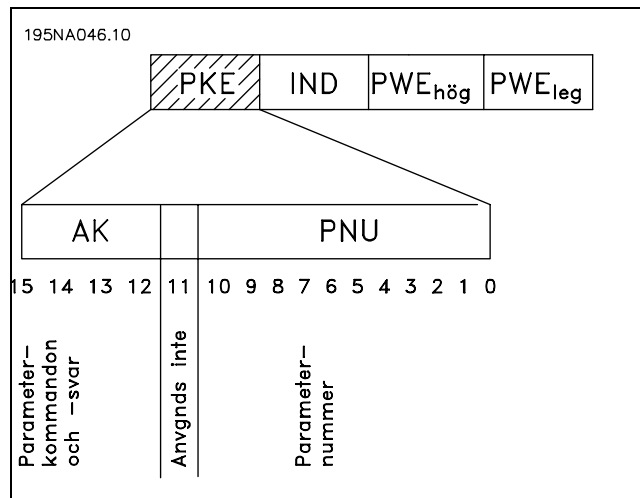 195NA046.10
PKE IND PWEhög PWEleg
AK PNU
15 14 13 12 11 10 9 8 7 6 5 4 3 2 1 0
Parameter-
kommandon
och -svar
Anvgnds inte
Parameter-
nummer